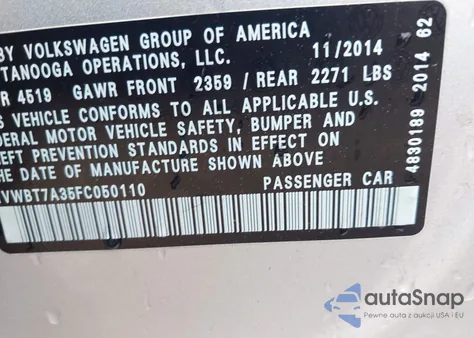 BY VOLKSWAGEN GROUP OF AMERICA
TANOOGA OPERATIONS, LLC. 11/2014
R 4519 GAWR FRONT 2359 / REAR 2271 LBS
S VEHICLE CONFORMS TO ALL APPLICABLE U.S.
DERAL MOTOR VEHICLE SAFETY, BUMPER AND
EFT PREVENTION STANDARDS IN EFFECT ON
HE DATE OF MANUFACTURE SHOWN ABOVE.
VWBT7A35FC050110 PASSENGER CAR
4880189 2014 62
autoSnap
Pewne auta z aukcji USA i EU